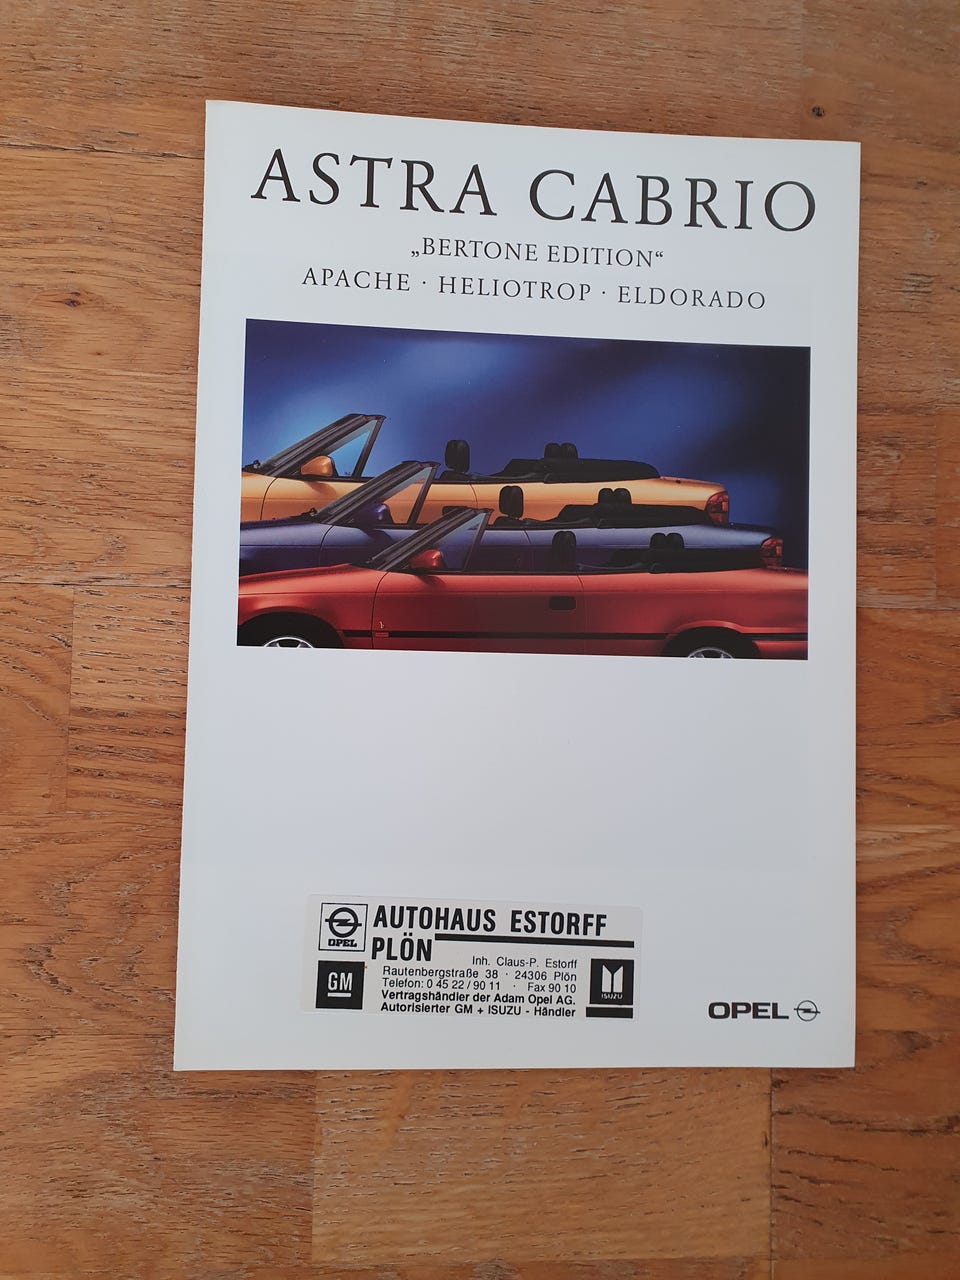 ASTRA CABRIO
„BERTONE EDITION“
APACHE · HELIOTROP · ELDORADO
OPEL
AUTOHAUS ESTORFF
PLÖN
Inh. Claus-P. Estorff
GM
Rautenbergstraße 38 · 24306 Plön
Telefon: 0 45 22 / 90 11 · Fax 90 10
Vertragshändler der Adam Opel AG.
Autorisierter GM + ISUZU - Händler
ISUZU
OPEL